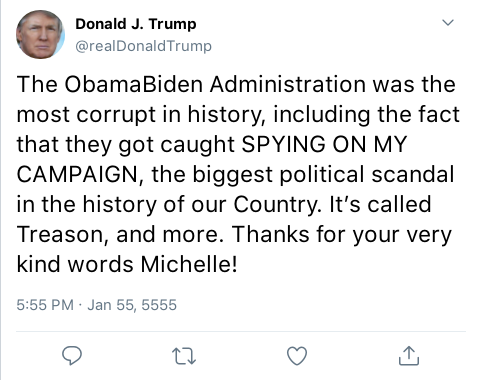 Donald J. Trump
@realDonaldTrump
The ObamaBiden Administration was the
most corrupt in history, including the fact
that they got caught SPYING ON MY
CAMPAIGN, the biggest political scandal
in the history of our Country. It’s called
Treason, and more. Thanks for your very
kind words Michelle!
5:55 PM · Jan 55, 5555